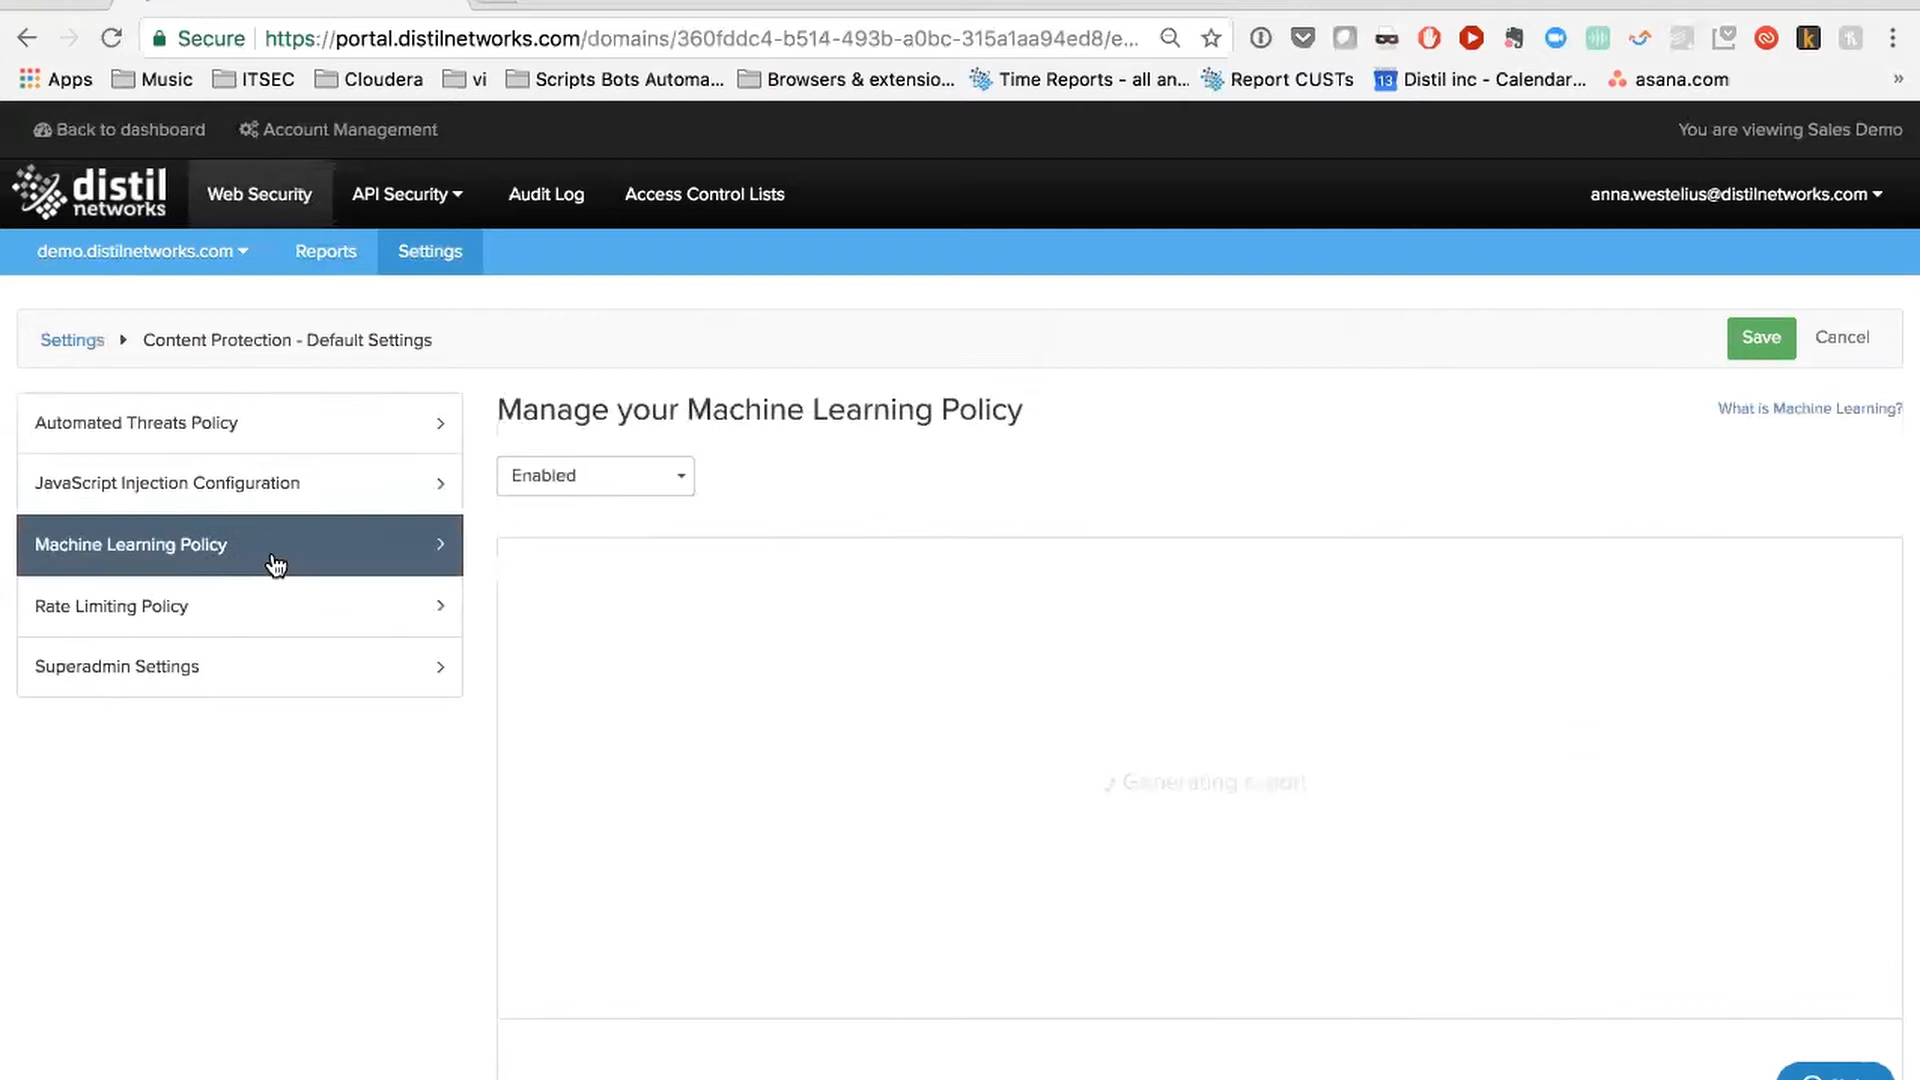 Secure https://portal.distilnetworks.com/domains/360fddc4-b514-493b-a0bc-315a1aa94ed8/e...
Apps Music ITSEC Cloudera vi Scripts Bots Automa... Browsers & extensio... Time Reports - all an... Report CUSTs 13 Distil inc - Calendar... asana.com »
Back to dashboard Account Management You are viewing Sales Demo
distil networks Web Security API Security Audit Log Access Control Lists anna.westelius@distilnetworks.com
demo.distilnetworks.com Reports Settings
Settings Content Protection - Default Settings Save Cancel
Automated Threats Policy
JavaScript Injection Configuration
Machine Learning Policy
Rate Limiting Policy
Superadmin Settings
Manage your Machine Learning Policy What is Machine Learning?
Enabled
Generating report